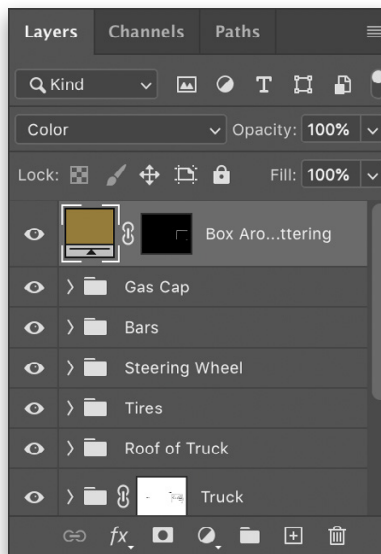 Layers Channels Paths
Kind T
Color Opacity: 100%
Lock: Fill: 100%
Box Aro...ttering
Gas Cap
Bars
Steering Wheel
Tires
Roof of Truck
Truck
fx